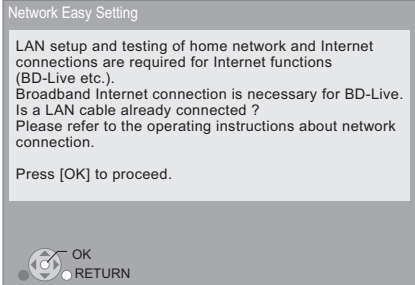 Network Easy Setting
LAN setup and testing of home network and Internet
connections are required for Internet functions
(BD-Live etc.).
Broadband Internet connection is necessary for BD-Live.
Is a LAN cable already connected ?
Please refer to the operating instructions about network
connection.
Press [OK] to proceed.
OK
RETURN